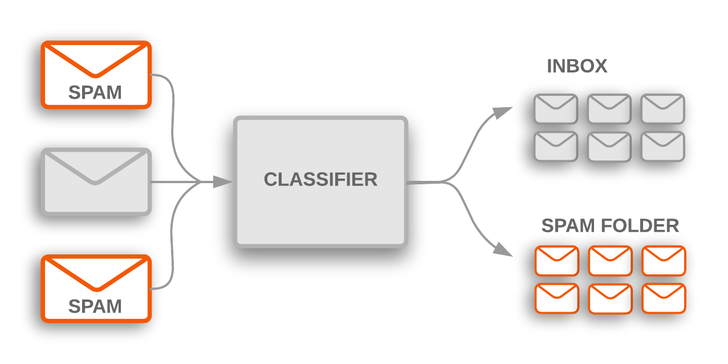 SPAM
CLASSIFIER
SPAM
INBOX
SPAM FOLDER